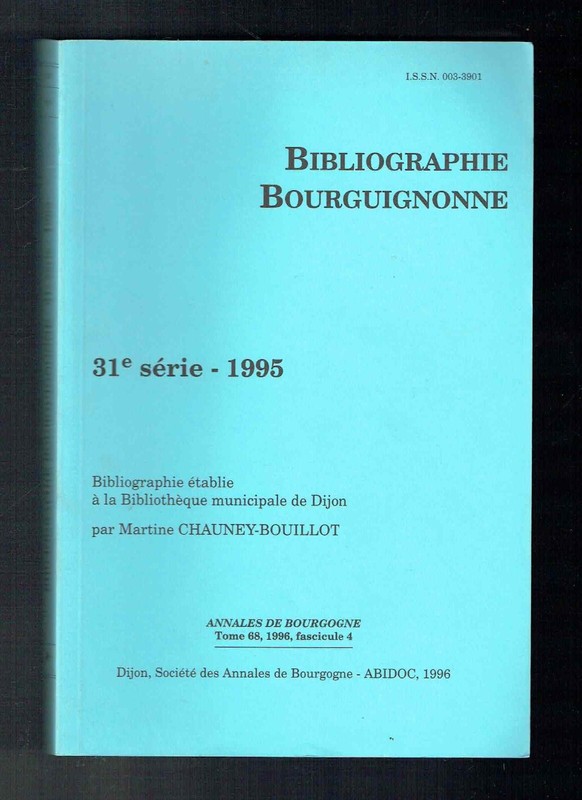 I.S.S.N. 003-3901
BIBLIOGRAPHIE
BOURGUIGNONNE
31e série - 1995
Bibliographie établie
à la Bibliothèque municipale de Dijon
par Martine CHAUNEY-BOUILLOT
ANNALES DE BOURGOGNE
Tome 68, 1996, fascicule 4
Dijon, Société des Annales de Bourgogne - ABIDOC, 1996